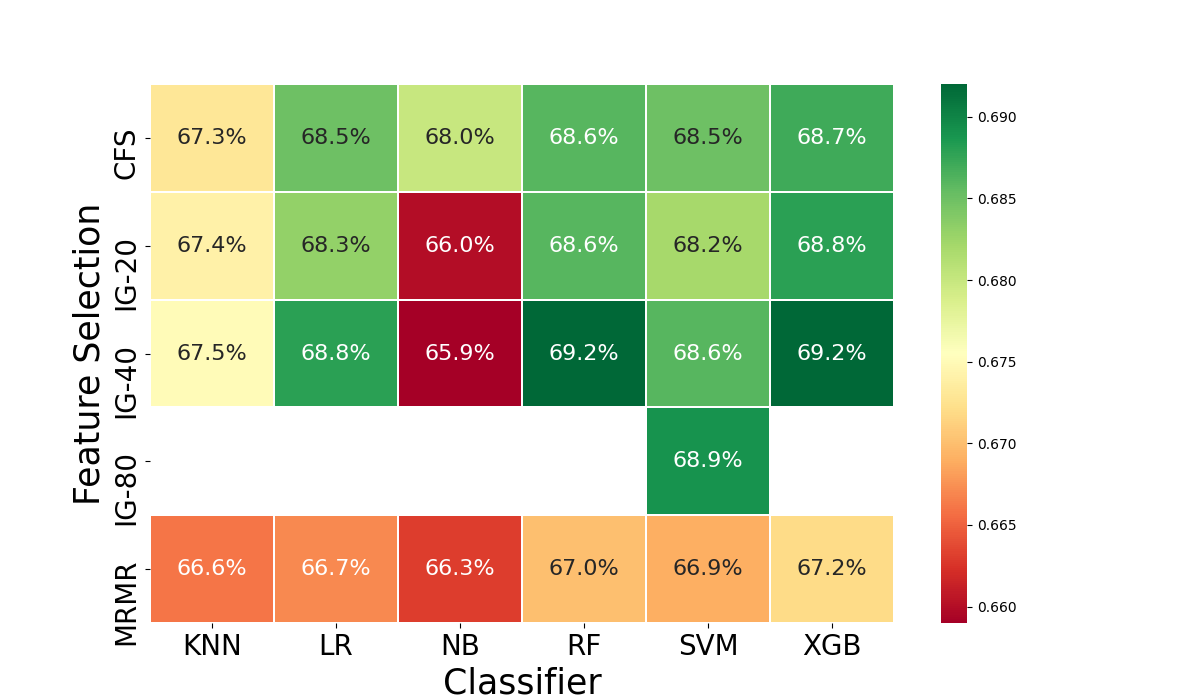 Feature Selection
CFS 67.3% 68.5% 68.0% 68.6% 68.5% 68.7%
IG-20 67.4% 68.3% 66.0% 68.6% 68.2% 68.8%
IG-40 67.5% 68.8% 65.9% 69.2% 68.6% 69.2%
IG-80 68.9%
MRMR 66.6% 66.7% 66.3% 67.0% 66.9% 67.2%
KNN LR NB RF SVM XGB
Classifier
0.690
0.685
0.680
0.675
0.670
0.665
0.660